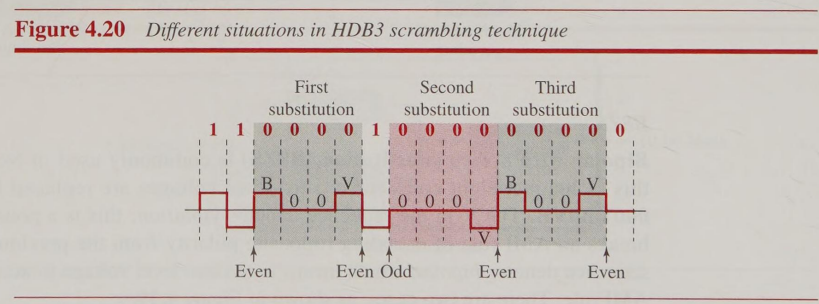 Figure 4.20 Different situations in HDB3 scrambling technique
First Second Third
substitution substitution substitution
1 1 0 0 0 0 1 0 0 0 0 0 0 0 0 0
B V B V
0 0 0 0 0 0 0
V
Even Even Odd Even Even